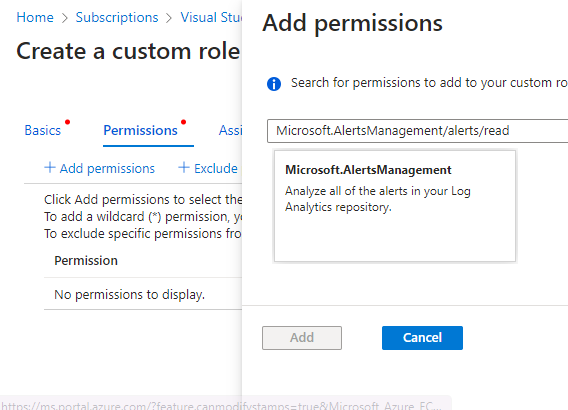 Home > Subscriptions > Visual Stu
Create a custom role
Basics
Permissions
Assi
+ Add permissions
+ Exclude
Click Add permissions to select the
To add a wildcard (*) permission, yo
To exclude specific permissions fro
Permission
No permissions to display.
Add permissions
Search for permissions to add to your custom ro
Microsoft.AlertsManagement/alerts/read
Microsoft.AlertsManagement
Analyze all of the alerts in your Log
Analytics repository.
Add
Cancel
https://ms.portal.azure.com/?feature.canmodifystamps=true&Microsoft_Azure_EC...